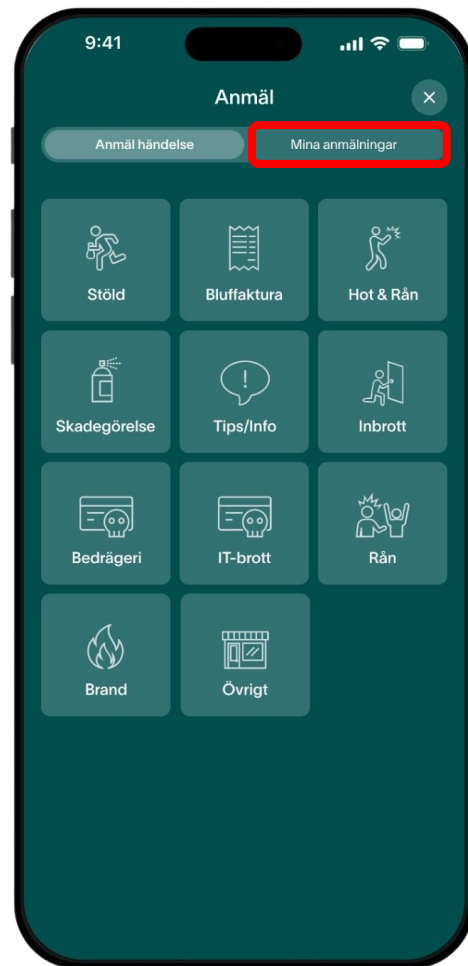 9:41
Anmäl
Anmäl händelse Mina anmälningar
Stöld Bluffaktura Hot & Rån
Skadegörelse Tips/Info Inbrott
Bedrägeri IT-brott Rån
Brand Övrigt